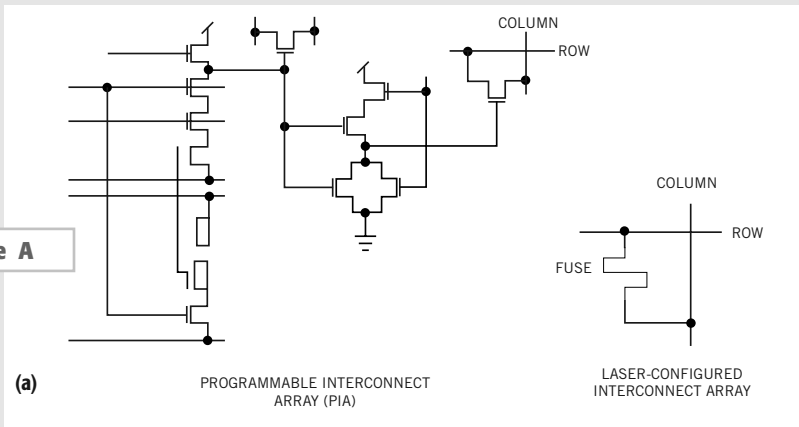 COLUMN
ROW
COLUMN
ROW
FUSE
e A
(a)
PROGRAMMABLE INTERCONNECT
ARRAY (PIA)
LASER-CONFIGURED
INTERCONNECT ARRAY